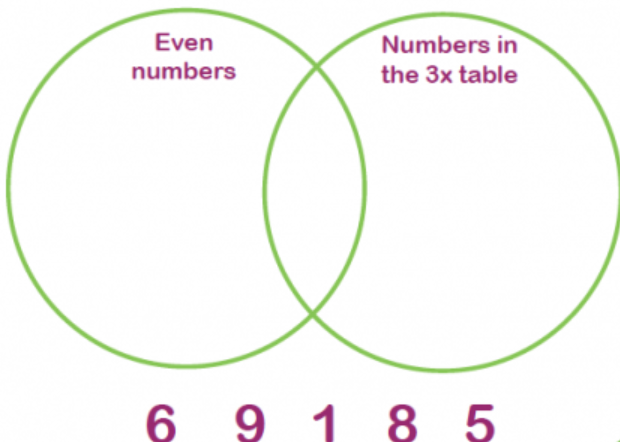 Even
numbers
Numbers in
the 3x table
6 9 1 8 5